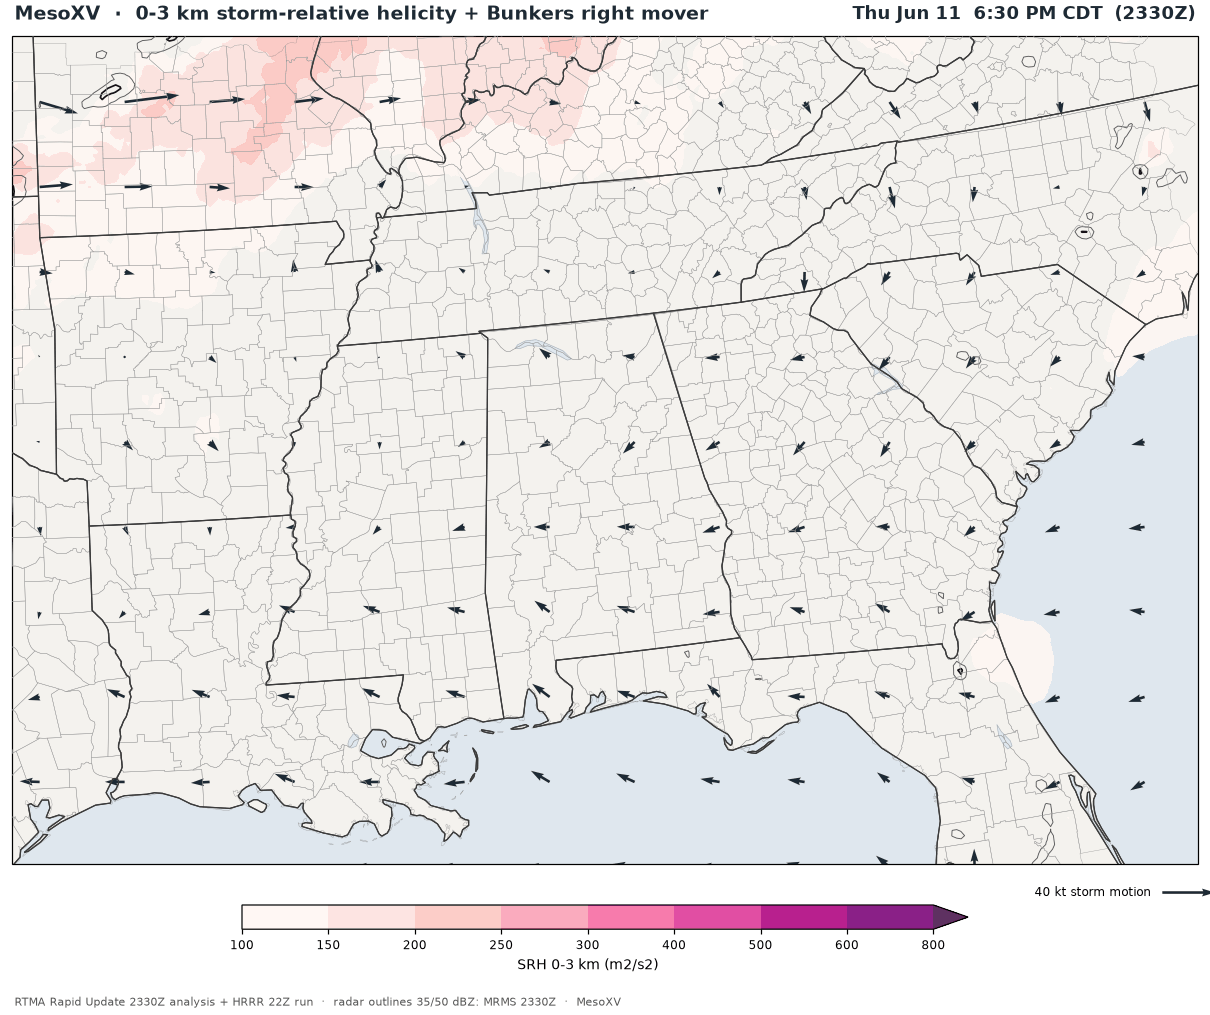 MesoXV · 0-3 km storm-relative helicity + Bunkers right mover
Thu Jun 11 6:30 PM CDT (2330Z)
40 kt storm motion
100 150 200 250 300 400 500 600 800
SRH 0-3 km (m2/s2)
RTMA Rapid Update 2330Z analysis + HRRR 22Z run · radar outlines 35/50 dBZ: MRMS 2330Z · MesoXV